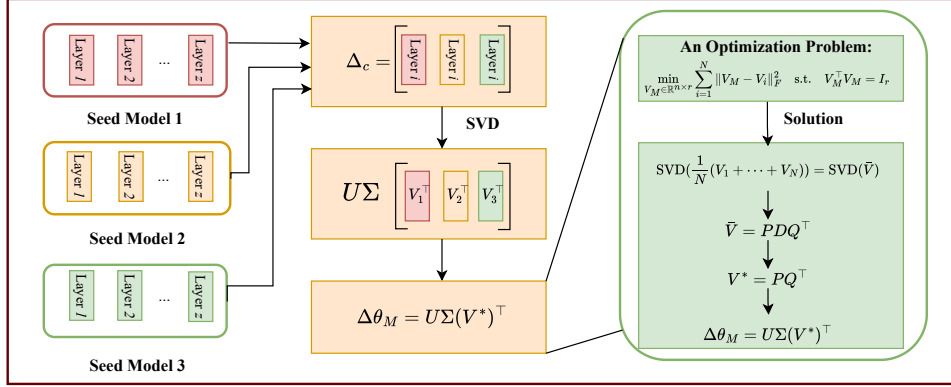 Layer 1
Layer 2
...
Layer z
Seed Model 1
Layer 1
Layer 2
...
Layer z
Seed Model 2
Layer 1
Layer 2
...
Layer z
Seed Model 3
Δ_c = [ Layer i Layer i Layer i ]
SVD
UΣ [ V_1^⊤ V_2^⊤ V_3^⊤ ]
Δθ_M = UΣ(V^*)^⊤
An Optimization Problem:
min_{V_M∈ℝ^{n×r}} ∑_{i=1}^{N} ‖V_M − V_i‖_F^2 s.t. V_M^⊤V_M = I_r
Solution
SVD(\frac{1}{N}(V_1 + ⋯ + V_N)) = SVD(V̄)
V̄ = PDQ^⊤
V^* = PQ^⊤
Δθ_M = UΣ(V^*)^⊤